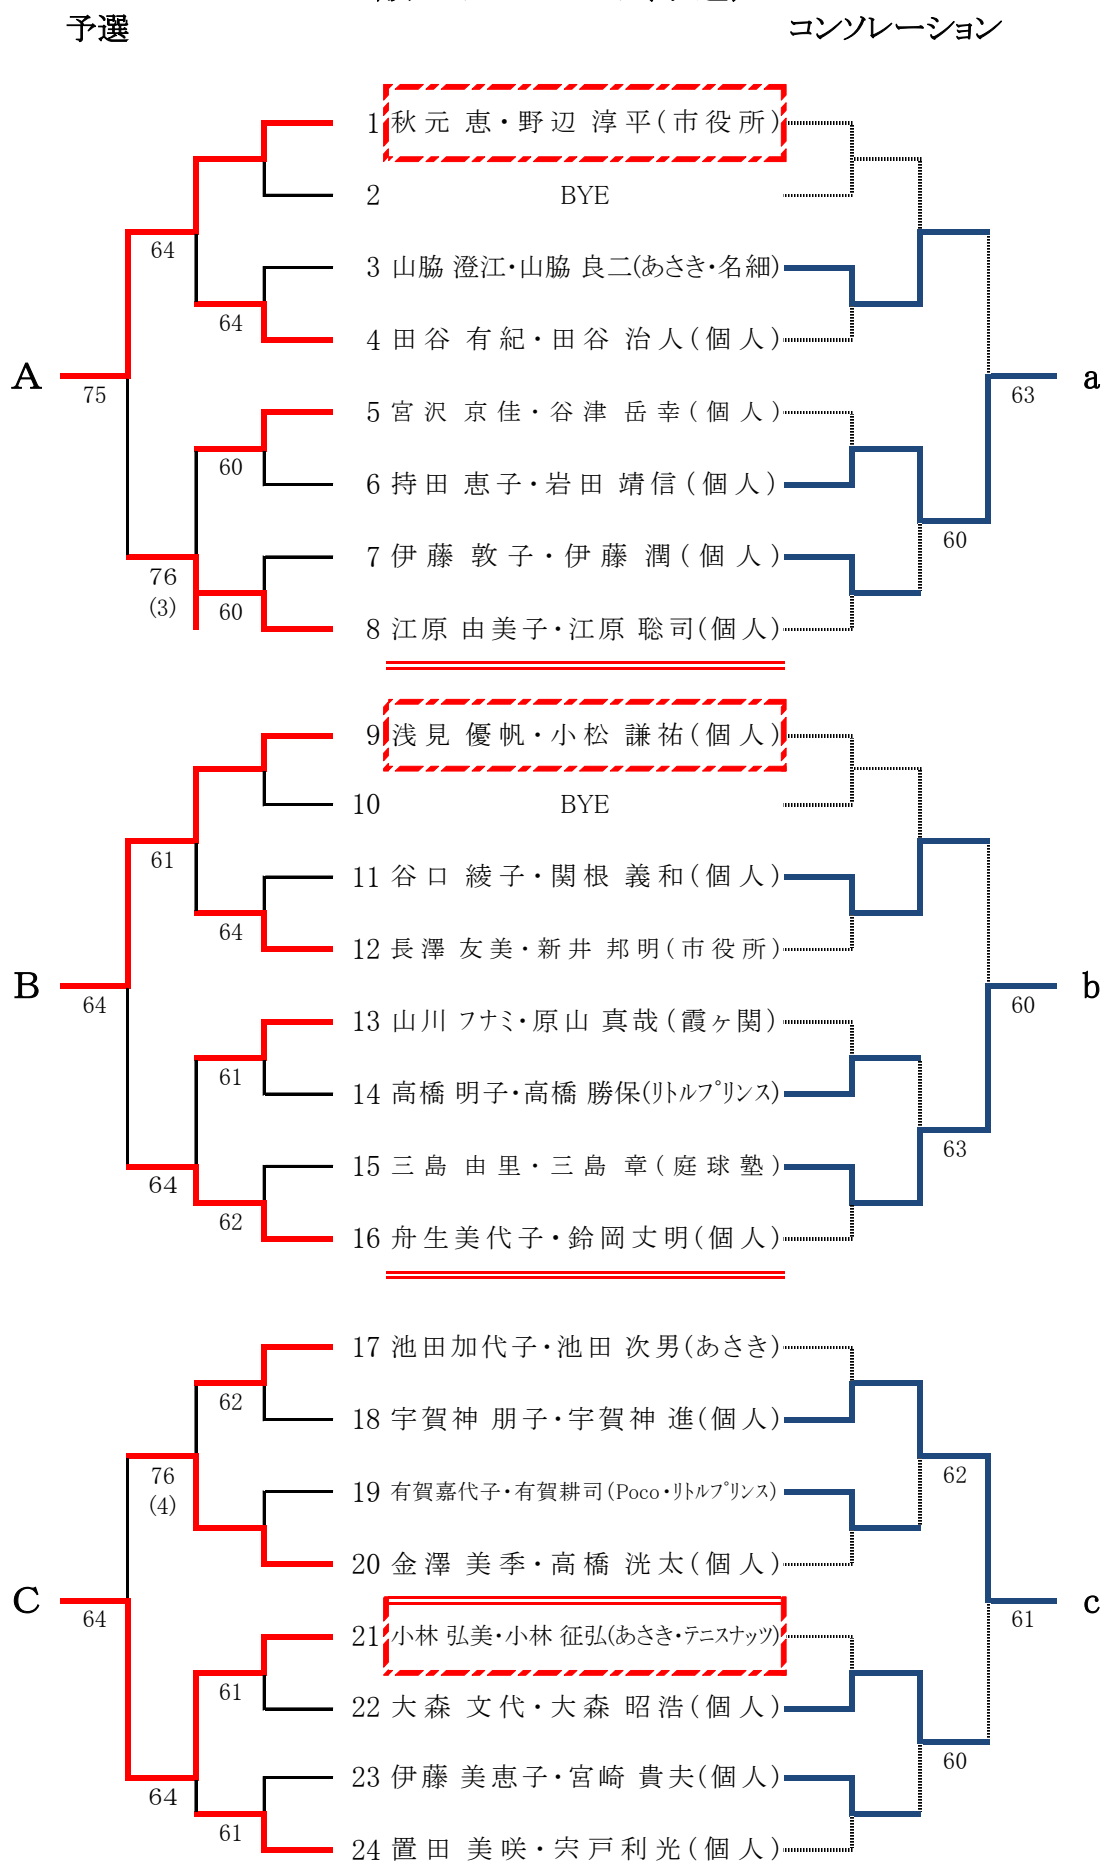 予選 コンソレーション
1 秋元 恵・野辺 淳平(市役所)
2 BYE
64
3 山脇 澄江・山脇 良二(あさき・名細)
64
4 田谷 有紀・田谷 治人(個人)
A 75 63 a
5 宮沢 京佳・谷津 岳幸(個人)
60
6 持田 恵子・岩田 靖信(個人)
60
7 伊藤 敦子・伊藤 潤(個人)
76
(3) 60
8 江原 由美子・江原 聡司(個人)
9 浅見 優帆・小松 謙祐(個人)
10 BYE
61
11 谷口 綾子・関根 義和(個人)
64
12 長澤 友美・新井 邦明(市役所)
B 64 60 b
13 山川 フナミ・原山 真哉(霞ヶ関)
61
14 高橋 明子・高橋 勝保(リトルプリンス)
63
15 三島 由里・三島 章(庭球塾)
64
62
16 舟生美代子・鈴岡丈明(個人)
17 池田加代子・池田 次男(あさき)
62
18 宇賀神 朋子・宇賀神 進(個人)
76 62
(4)
19 有賀嘉代子・有賀耕司(Poco・リトルプリンス)
20 金澤 美季・高橋 洸太(個人)
C 64 61 c
21 小林 弘美・小林 征弘(あさき・テニスナッツ)
61
22 大森 文代・大森 昭浩(個人)
60
23 伊藤 美恵子・宮崎 貴夫(個人)
64
61
24 置田 美咲・宍戸利光(個人)